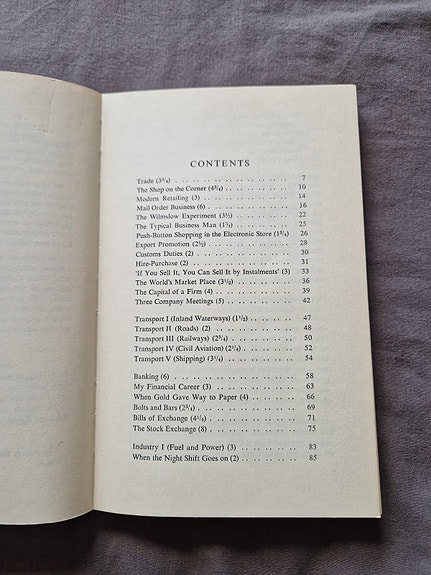 CONTENTS
Trade (3¾) . . . . . . . . . . . . . . . 7
The Shop on the Corner (4¾) . . . . . . . . 10
Modern Retailing (3) . . . . . . . . . . . 14
Mail Order Business (6) . . . . . . . . . . 16
The Wilmslow Experiment (3½) . . . . . . . 22
The Typical Business Man (1¼) . . . . . . . 25
Push-Button Shopping in the Electronic Store (1¾) 26
Export Promotion (2½) . . . . . . . . . . 28
Customs Duties (2) . . . . . . . . . . . 30
Hire-Purchase (2) . . . . . . . . . . . . 31
'If You Sell It, You Can Sell It by Instalments' (3) 33
The World's Market Place (3½) . . . . . . . 36
The Capital of a Firm (4) . . . . . . . . . 39
Three Company Meetings (5) . . . . . . . . 42
Transport I (Inland Waterways) (1½) . . . . . 47
Transport II (Roads) (2) . . . . . . . . . 48
Transport III (Railways) (2¾) . . . . . . . 50
Transport IV (Civil Aviation) (2¼) . . . . . . 52
Transport V (Shipping) (3¼) . . . . . . . . 54
Banking (6) . . . . . . . . . . . . . . 58
My Financial Career (3) . . . . . . . . . . 63
When Gold Gave Way to Paper (4) . . . . . . 66
Bolts and Bars (2¾) . . . . . . . . . . . 69
Bills of Exchange (4¼) . . . . . . . . . . 71
The Stock Exchange (8) . . . . . . . . . . 75
Industry I (Fuel and Power) (3) . . . . . . . 83
When the Night Shift Goes on (2) . . . . . . 85